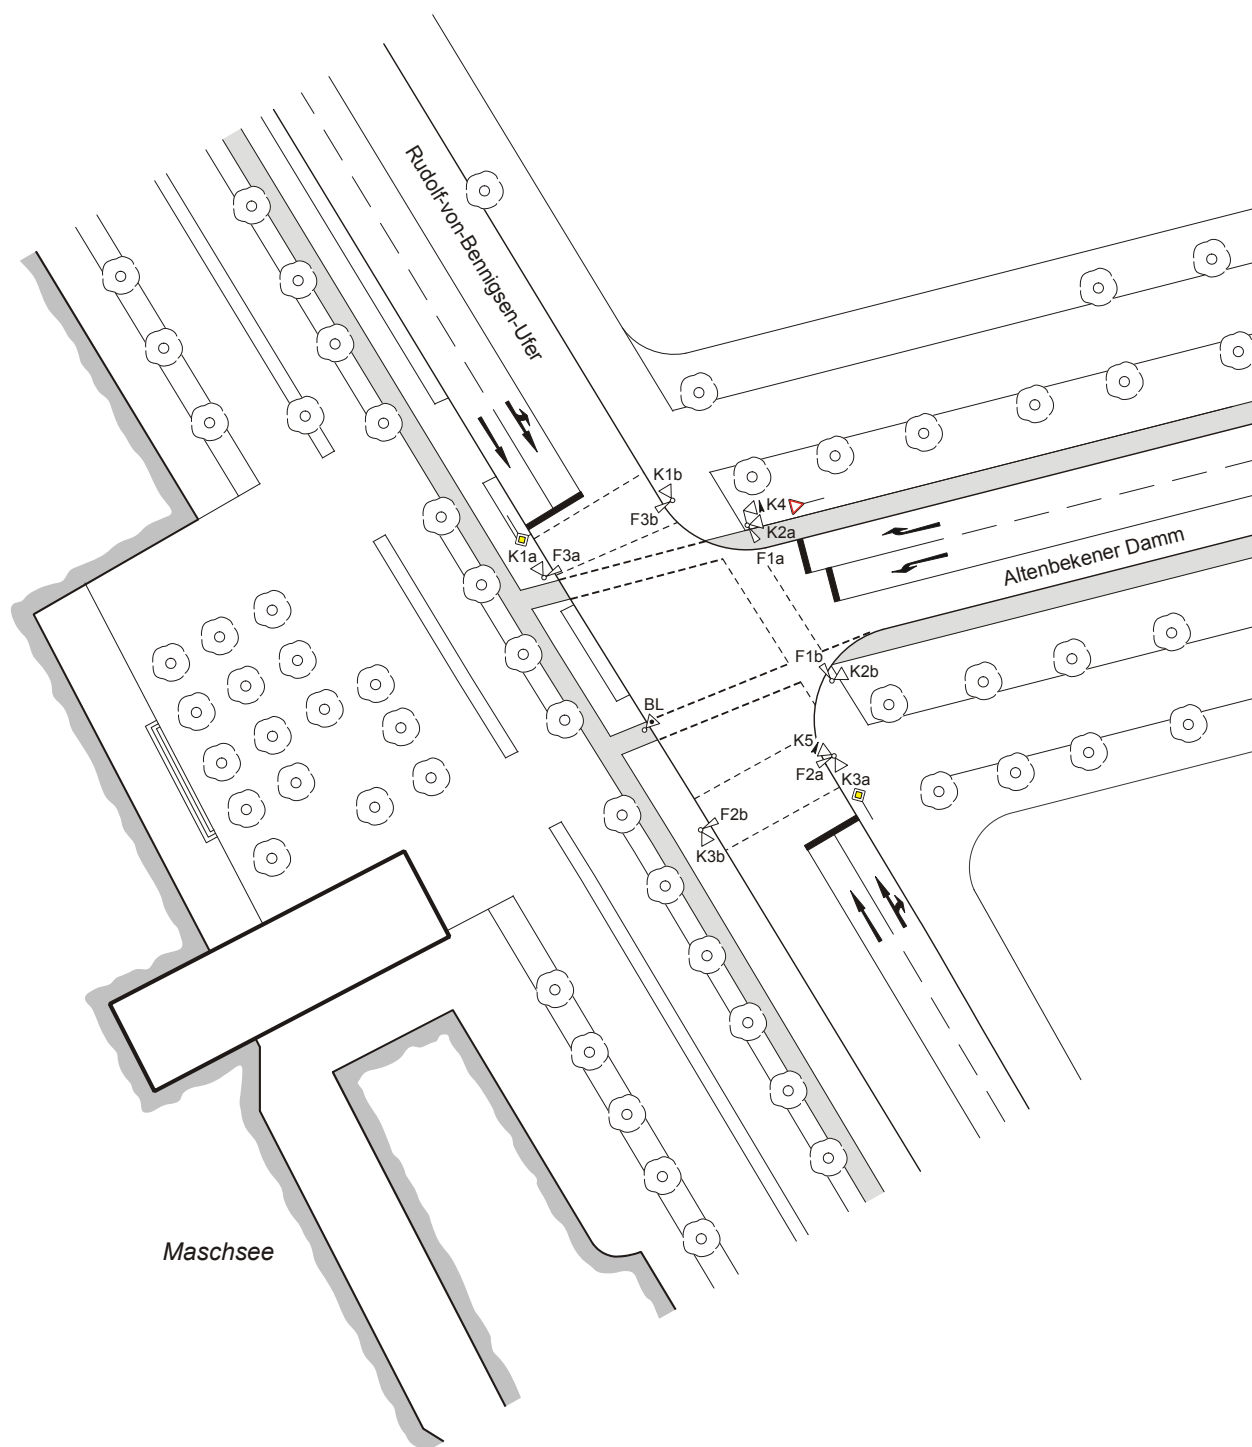 Rudolf-von-Bennigsen-Ufer
K1b
F3b
K4
K2a
F1a
K1a
F3a
Altenbekener Damm
F1b
K2b
BL
K5
F2a
K3a
F2b
K3b
Maschsee